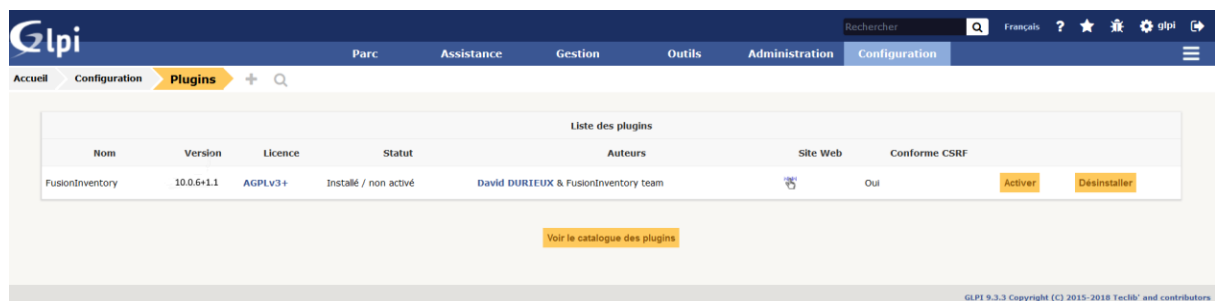 Glpi
Rechercher Français ? glpi
Parc Assistance Gestion Outils Administration Configuration
Accueil Configuration Plugins
Liste des plugins
Nom Version Licence Statut Auteurs Site Web Conforme CSRF
FusionInventory 10.0.6+1.1 AGPLv3+ Installé / non activé David DURIEUX & FusionInventory team Oui Activer Désinstaller
Voir le catalogue des plugins
GLPI 9.3.3 Copyright (C) 2015-2018 Teclib' and contributors